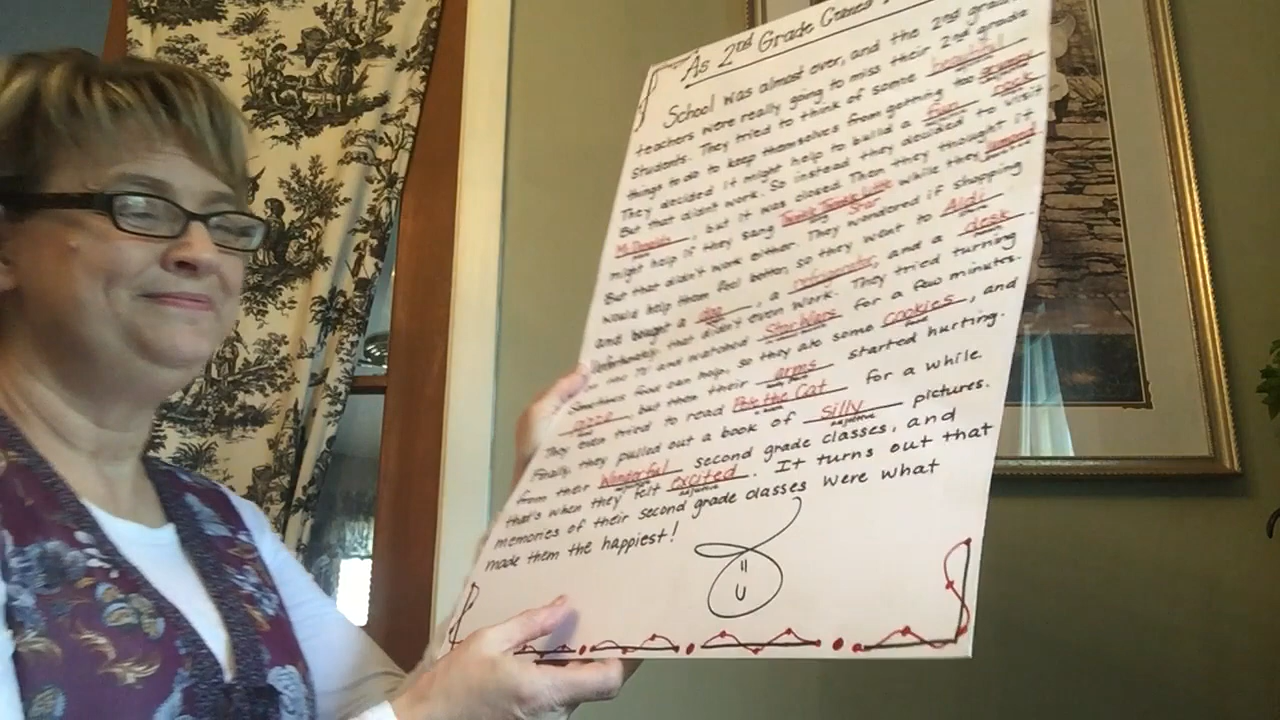 As 2nd Grade Comes
School was almost over, and the 2nd grade
teachers were really going to miss their 2nd grade
students. They tried to think of some beautiful
things to do to keep themselves from getting too
They decided it might help to build a fan
But that didn't work. So instead they decided to visit
McDonalds, but it was closed. Then they thought it
might help if they sang Twinkle Twinkle Little Star while they jumped
But that didn't work either. They wondered if shopping
would help them feel better, so they went to Aldi
and bought a dog, a refrigerator, and a desk.
Unfortunately, that didn't even work. They tried turning
on the TV and watched Star Wars for a few minutes.
Sometimes food can help, so they ate some cookies, and
pizza, but then their arms started hurting.
body part
They even tried to read Pete the Cat for a while.
Finally, they pulled out a book of silly pictures.
adjective
from their wonderful second grade classes, and
that's when they felt excited. It turns out that
adjective
memories of their second grade classes were what
made them the happiest!